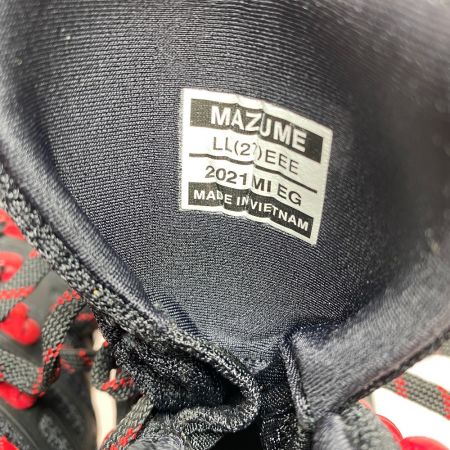 MAZUME
LL(27)EEE
2021MI EG
MADE IN VIETNAM